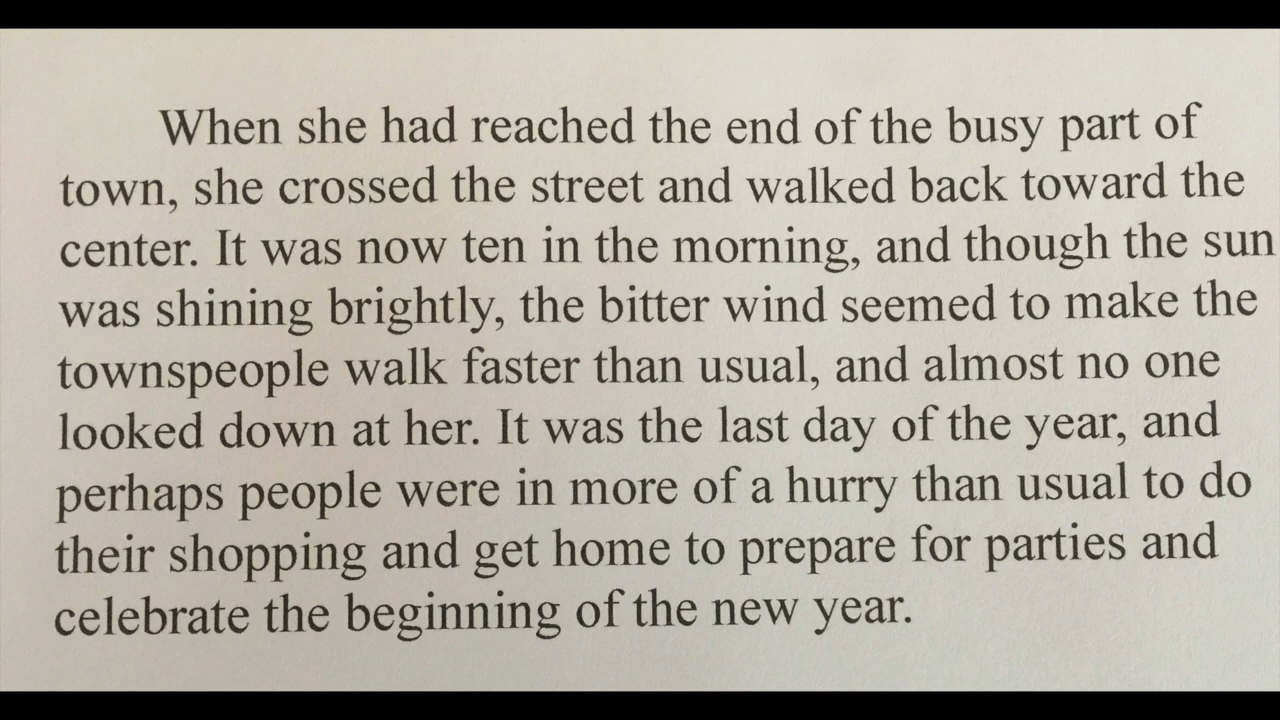 When she had reached the end of the busy part of
town, she crossed the street and walked back toward the
center. It was now ten in the morning, and though the sun
was shining brightly, the bitter wind seemed to make the
townspeople walk faster than usual, and almost no one
looked down at her. It was the last day of the year, and
perhaps people were in more of a hurry than usual to do
their shopping and get home to prepare for parties and
celebrate the beginning of the new year.